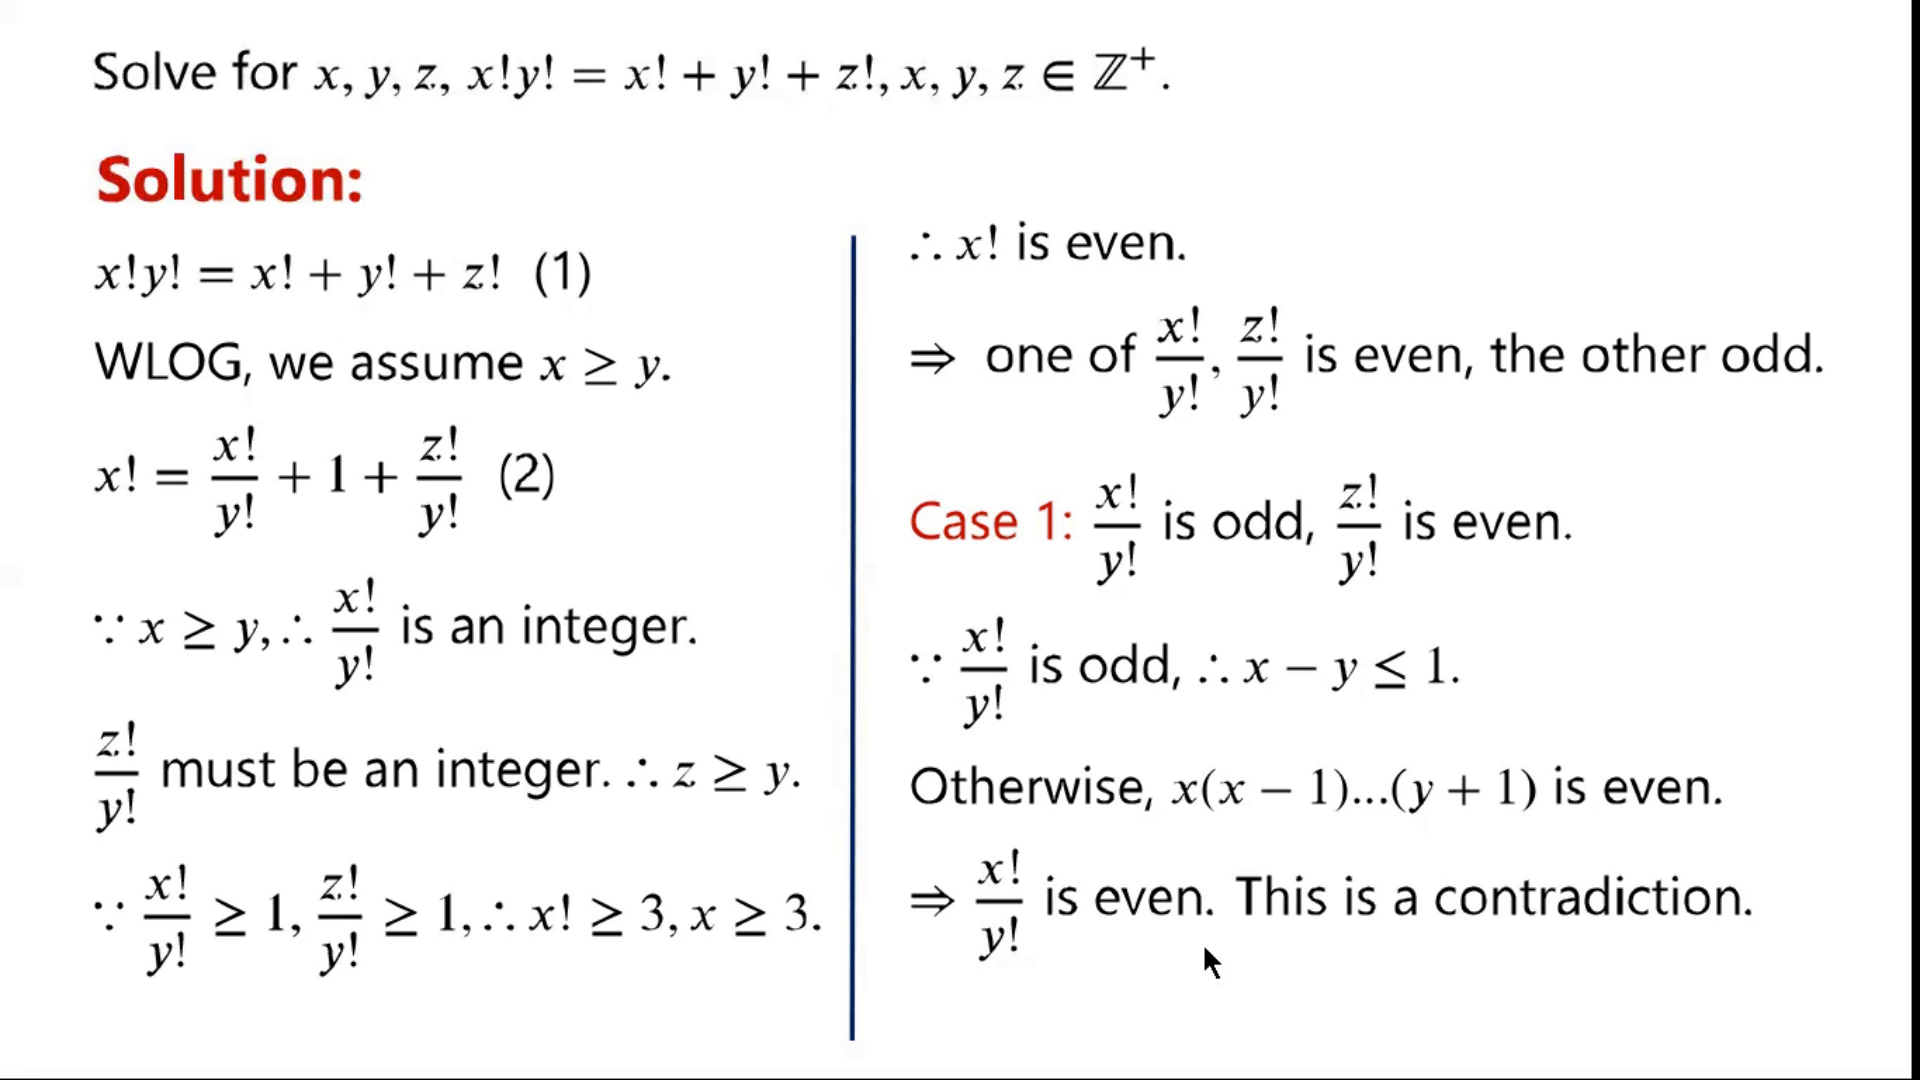 Solve for x, y, z, x!y! = x! + y! + z!, x, y, z ∈ ℤ⁺.
Solution:
x!y! = x! + y! + z! (1)
WLOG, we assume x ≥ y.
x! = x!/y! + 1 + z!/y! (2)
∵ x ≥ y, ∴ x!/y! is an integer.
z!/y! must be an integer. ∴ z ≥ y.
∵ x!/y! ≥ 1, z!/y! ≥ 1, ∴ x! ≥ 3, x ≥ 3.
∴ x! is even.
⇒ one of x!/y!, z!/y! is even, the other odd.
Case 1: x!/y! is odd, z!/y! is even.
∵ x!/y! is odd, ∴ x − y ≤ 1.
Otherwise, x(x − 1)...(y + 1) is even.
⇒ x!/y! is even. This is a contradiction.